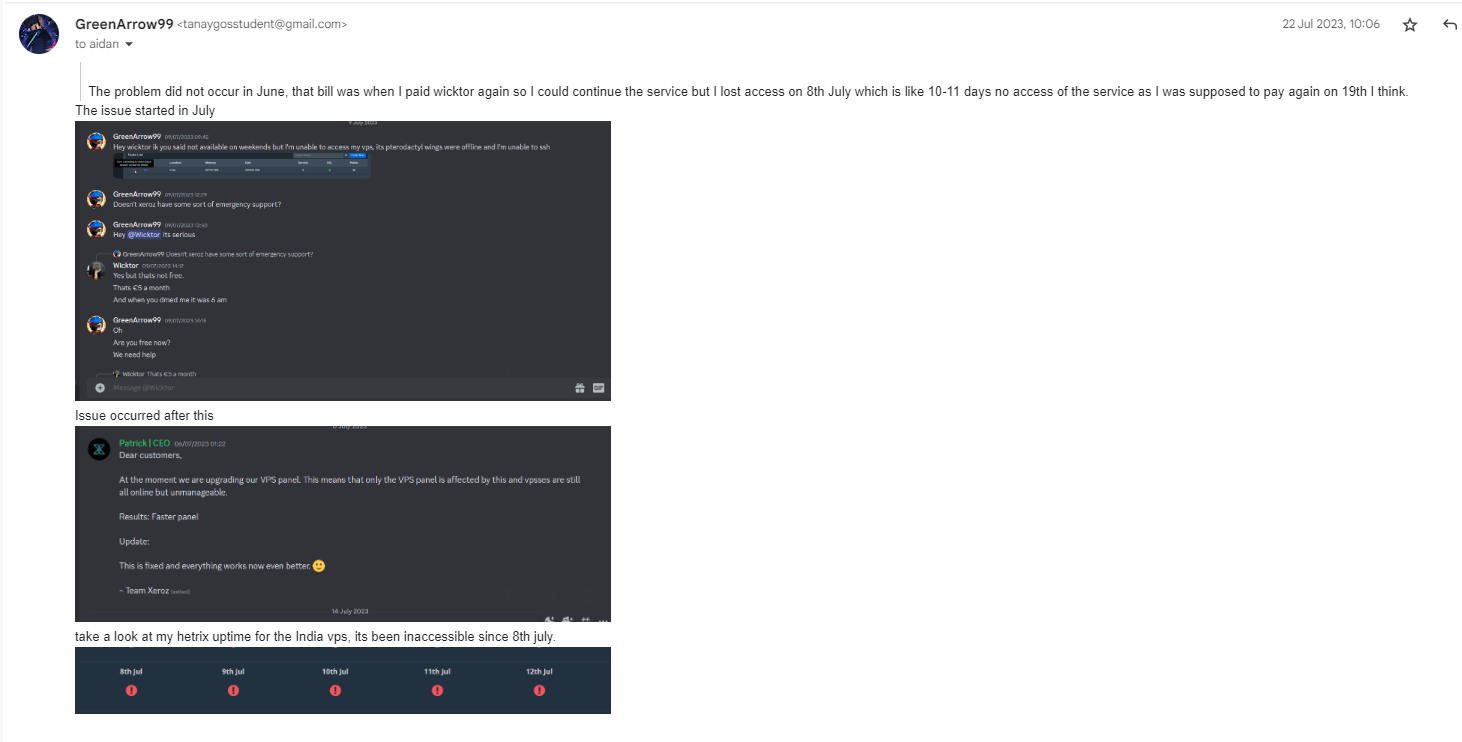 GreenArrow99 <tanaygosstudent@gmail.com>
22 Jul 2023, 10:06
to aidan
The problem did not occur in June, that bill was when I paid wicktor again so I could continue the service but I lost access on 8th July which is like 10-11 days no access of the service as I was supposed to pay again on 19th I think.
The issue started in July
9 July 2023
GreenArrow99 09/07/2023 09:45
Hey wicktor ik you said not available on weekends but I'm unable to access my vps, its pterodactyl wings were offline and I'm unable to ssh
Location Memory Disk Servers SSL Public
GreenArrow99 09/07/2023 12:29
Doesn't xeroz have some sort of emergency support?
GreenArrow99 09/07/2023
Hey @Wicktor its serious
GreenArrow99 Doesn't xeroz have some sort of emergency support?
Wicktor 09/07/2023 14:12
Yes but thats not free.
Thats €5 a month
And when you dmed me it was 6 am
GreenArrow99 09/07/2023
Oh
Are you free now?
We need help
Wicktor Thats €5 a month
Message @Wicktor
GIF
Issue occurred after this
Patrick | CEO 06/07/2023 01:22
Dear customers,
At the moment we are upgrading our VPS panel. This means that only the VPS panel is affected by this and vpsses are still
all online but unmanageable.
Results: Faster panel
Update:
This is fixed and everything works now even better. 🙂
~ Team Xeroz (edited)
14 July 2023
take a look at my hetrix uptime for the India vps, its been inaccessible since 8th july.
8th Jul 9th Jul 10th Jul 11th Jul 12th Jul